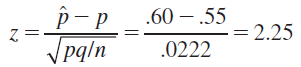 z = (p̂ − p) / √pq/n = (.60 − .55) / .0222 = 2.25